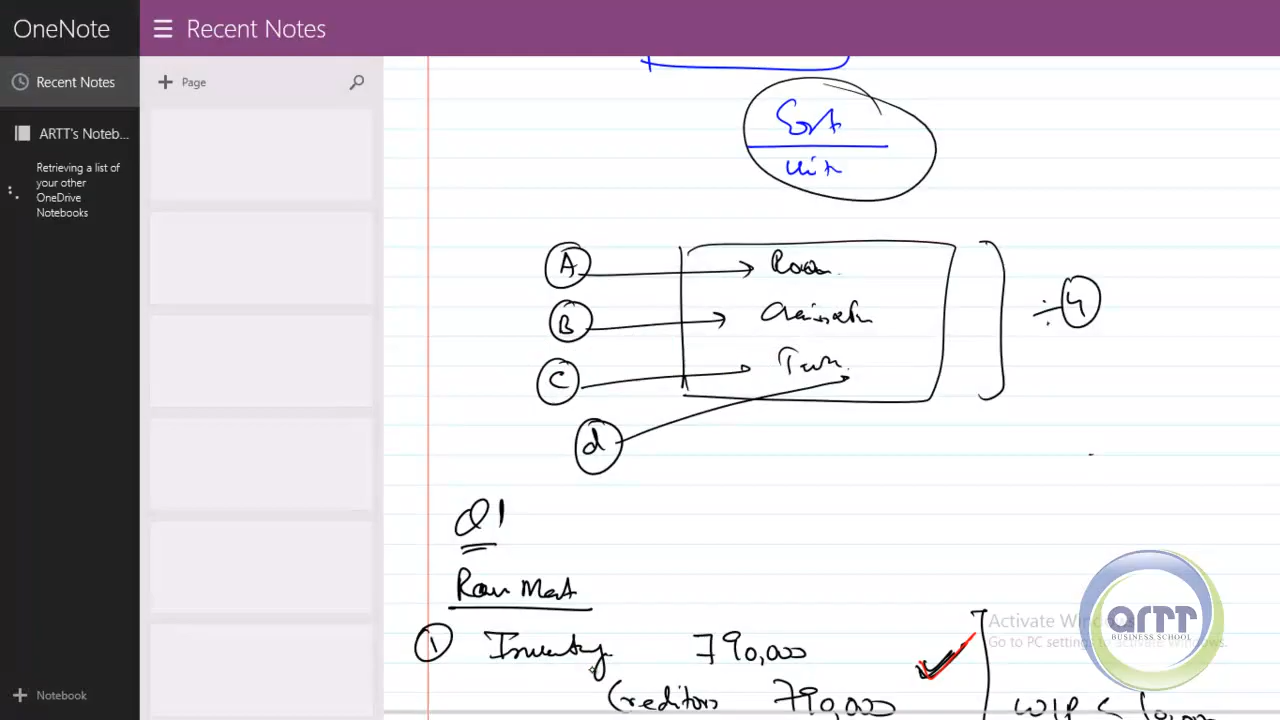 OneNote
Recent Notes
Recent Notes
Page
ARTT's Noteb...
Retrieving a list of
your other
OneDrive
Notebooks
Notebook
Cost
unit
A
B
C
d
÷ 4
Q1
Raw Mat
1 Inventory 790,000
Creditors 790,000
WIP
Activate Windows
Go to PC settings to activate Windows.
ARTT
BUSINESS SCHOOL